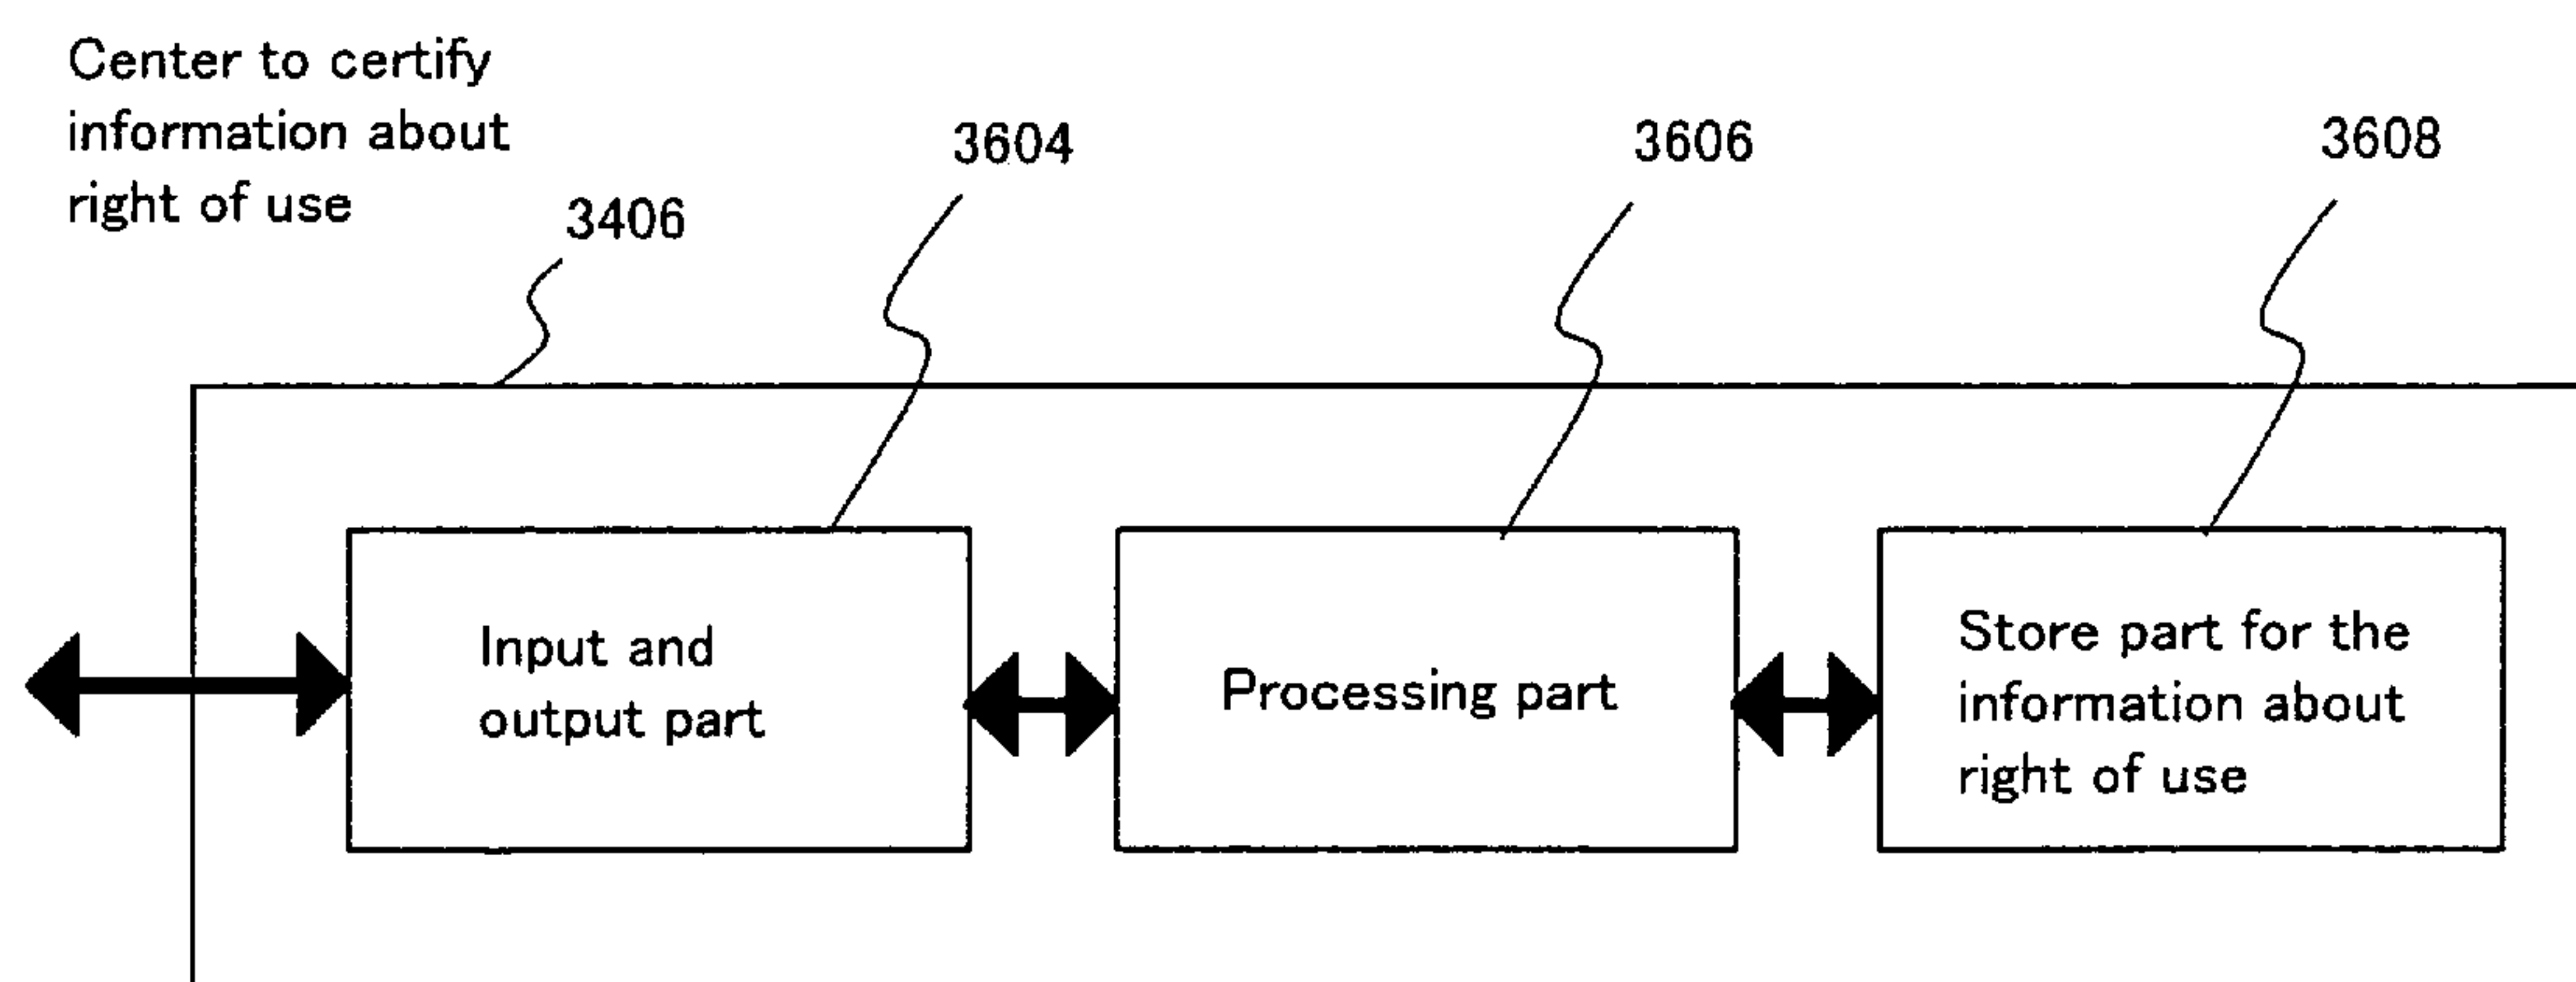 Center to certify
information about
right of use
3406
3604
3606
3608
Input and
output part
Processing part
Store part for the
information about
right of use